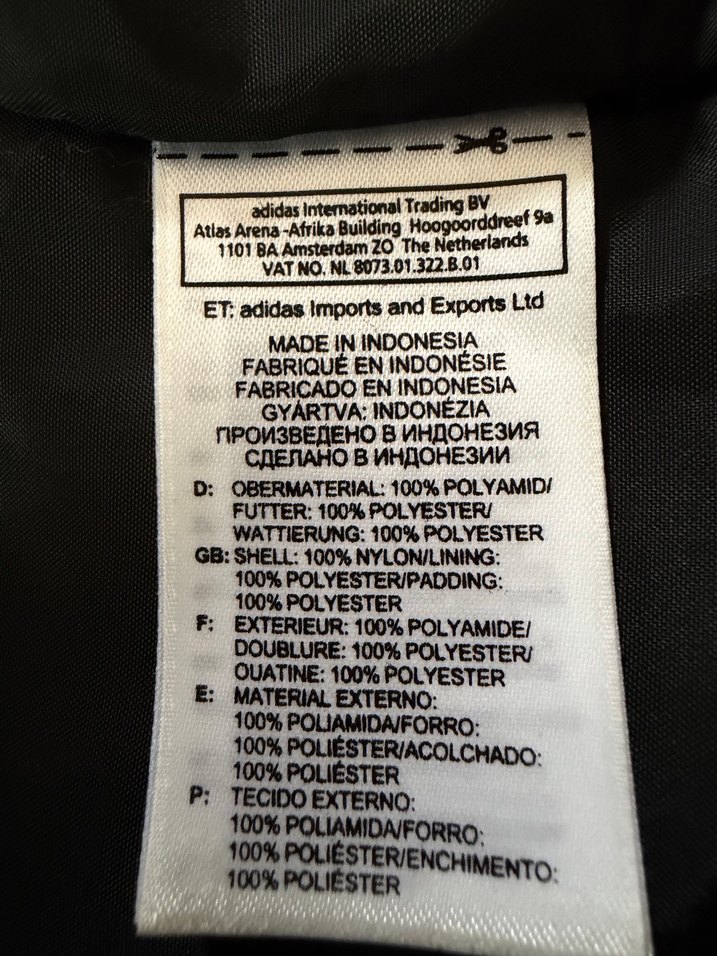 adidas International Trading BV
Atlas Arena -Afrika Building Hoogoorddreef 9a
1101 BA Amsterdam ZO The Netherlands
VAT NO. NL 8073.01.322.B.01
ET: adidas Imports and Exports Ltd
MADE IN INDONESIA
FABRIQUÉ EN INDONÉSIE
FABRICADO EN INDONESIA
GYÁRTVA: INDONÉZIA
ПРОИЗВЕДЕНО В ИНДОНЕЗИЯ
СДЕЛАНО В ИНДОНЕЗИИ
D: OBERMATERIAL: 100% POLYAMID/
FUTTER: 100% POLYESTER/
WATTIERUNG: 100% POLYESTER
GB: SHELL: 100% NYLON/LINING:
100% POLYESTER/PADDING:
100% POLYESTER
F: EXTERIEUR: 100% POLYAMIDE/
DOUBLURE: 100% POLYESTER/
OUATINE: 100% POLYESTER
E: MATERIAL EXTERNO:
100% POLIAMIDA/FORRO:
100% POLIÉSTER/ACOLCHADO:
100% POLIÉSTER
P: TECIDO EXTERNO:
100% POLIAMIDA/FORRO:
100% POLIÉSTER/ENCHIMENTO:
100% POLIÉSTER